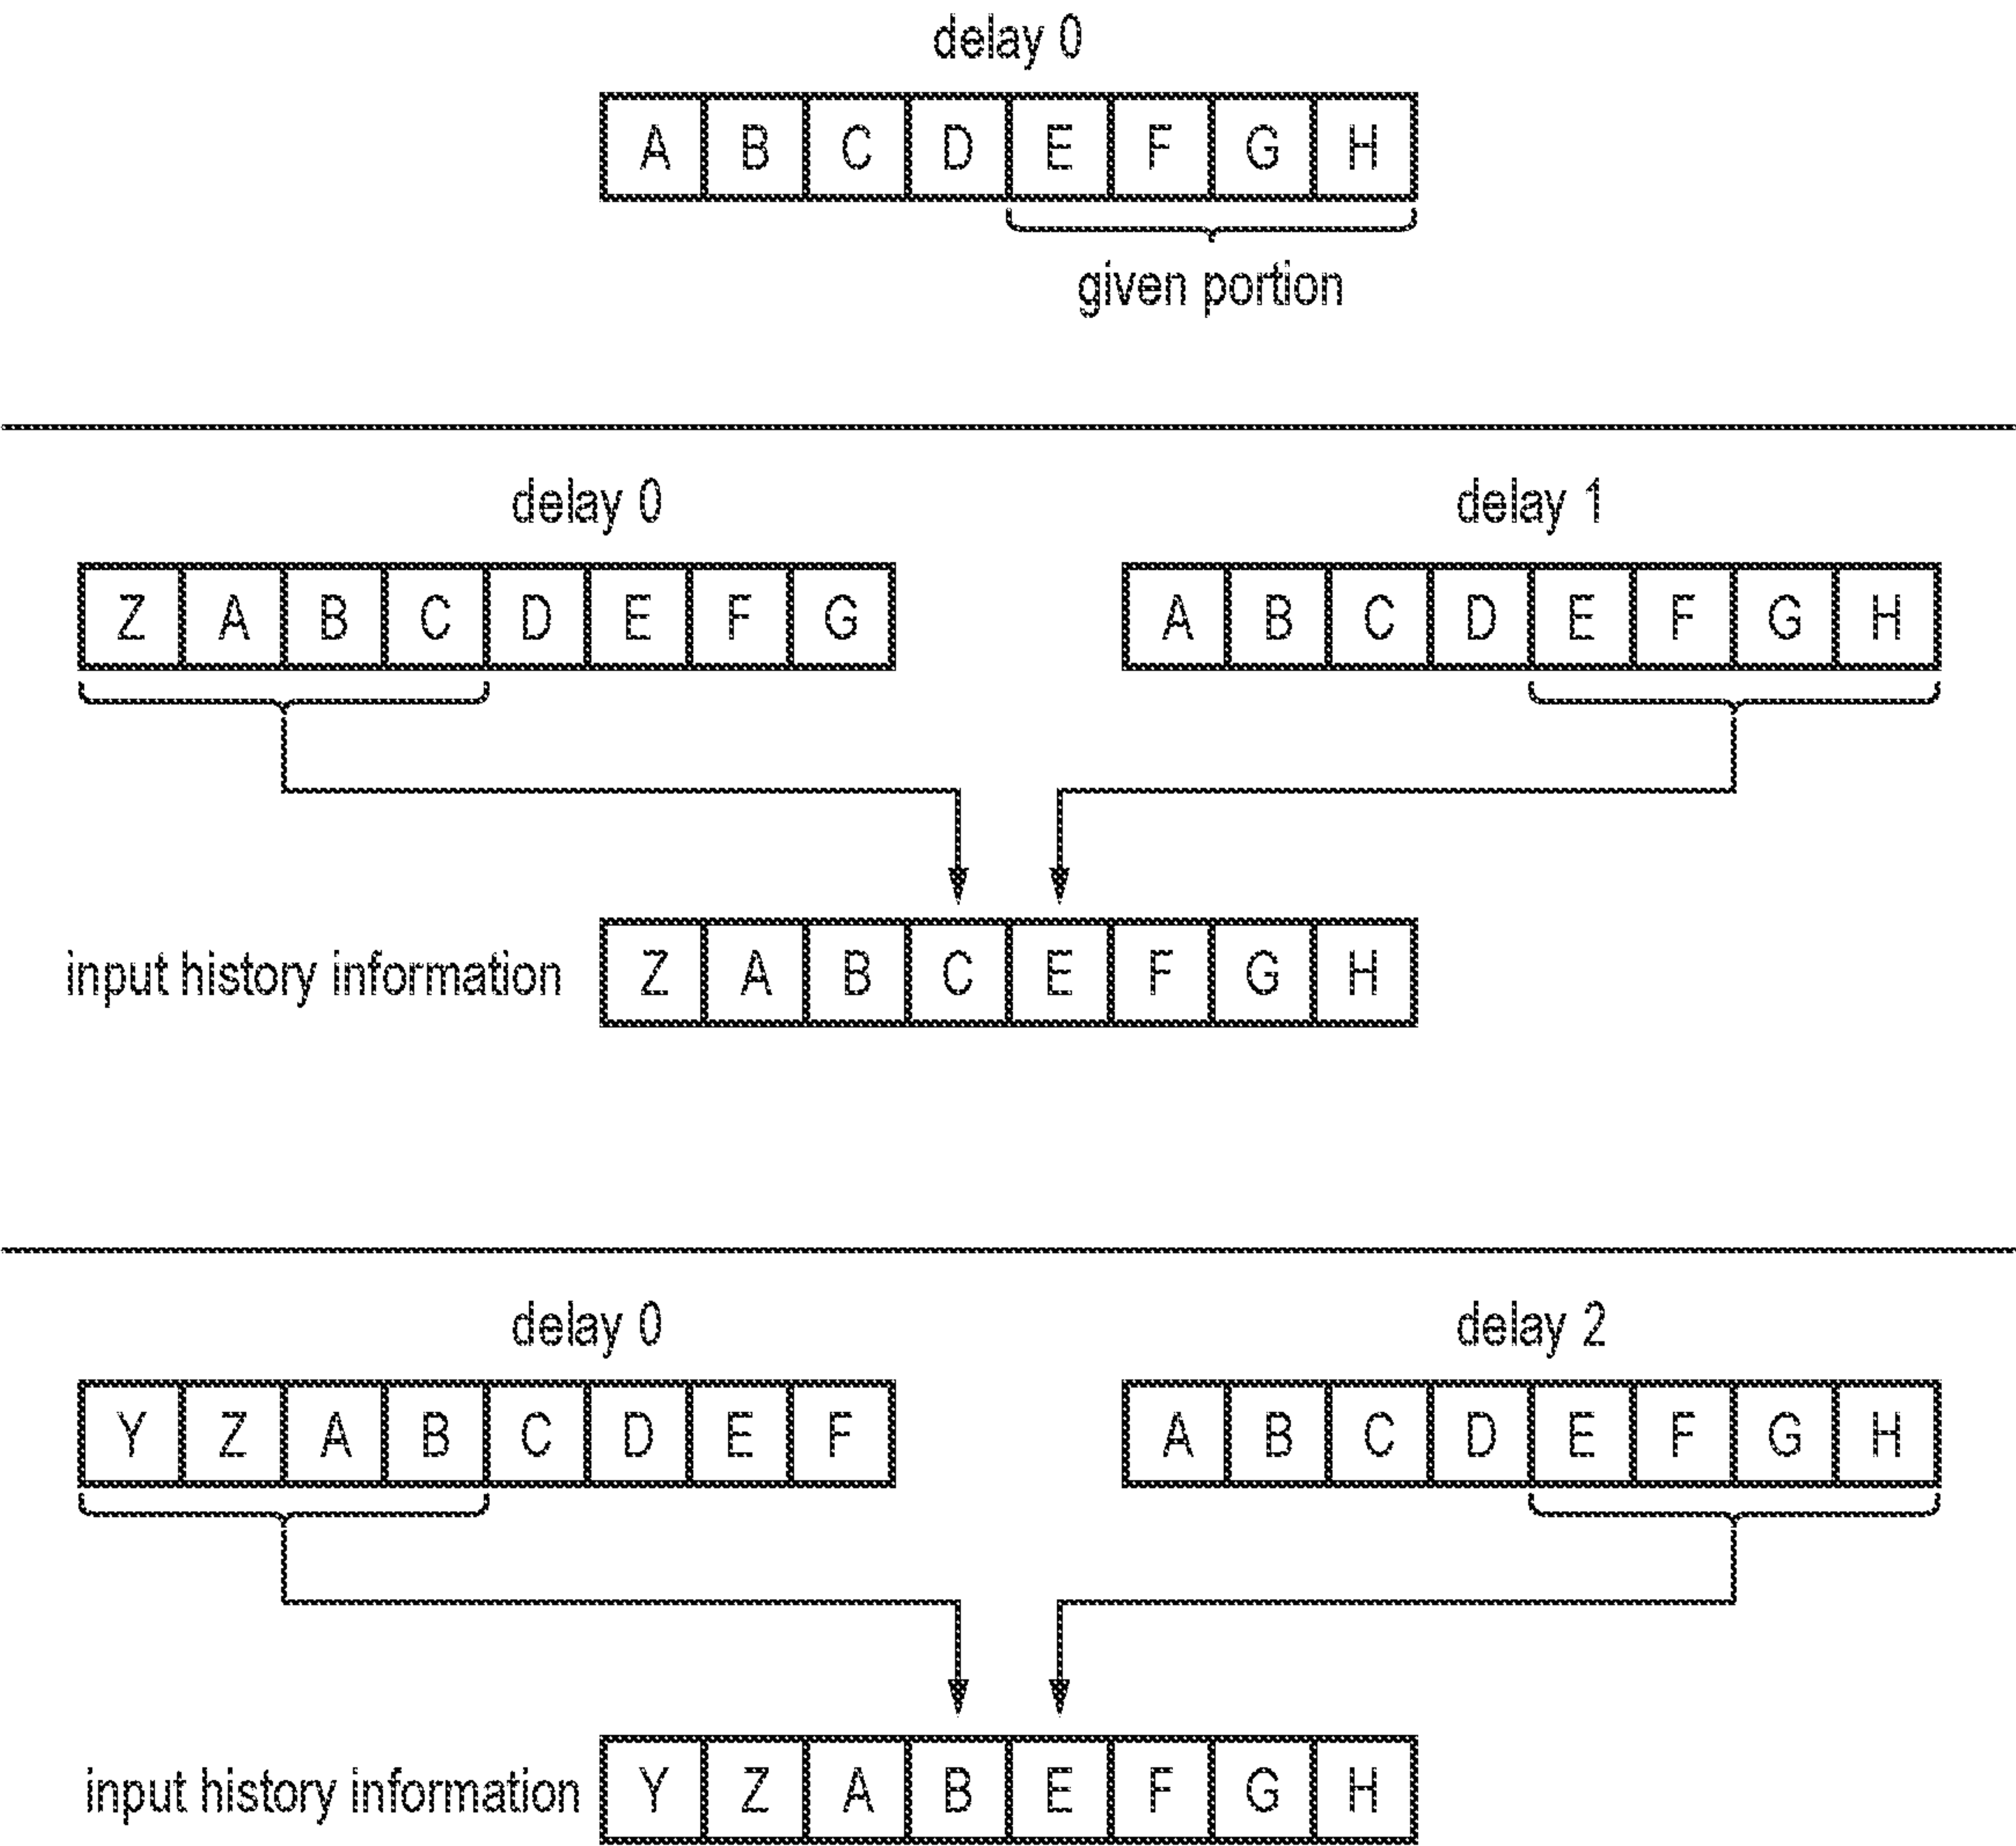 delay 0
A B C D E F G H
given portion
delay 0 delay 1
Z A B C D E F G A B C D E F G H
input history information Z A B C E F G H
delay 0 delay 2
Y Z A B C D E F A B C D E F G H
input history information Y Z A B E F G H